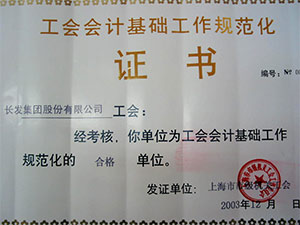 工会会计基础工作规范化
证书
编号: Nº 0
长发集团股份有限公司 工会:
经考核,你单位为工会会计基础工作
规范化的 合格 单位。
发证单位: 上海市
2003年12月 日